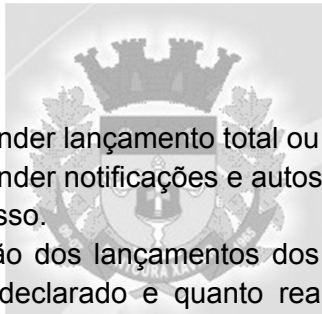 nder lançamento total ou
nder notificações e autos
sso.
ão dos lançamentos dos
declarado e quanto rea